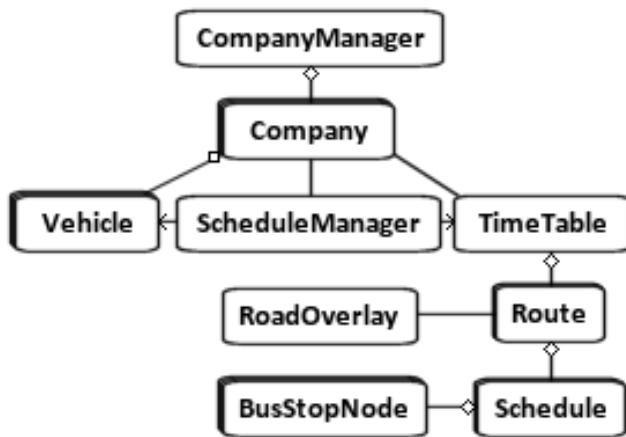 CompanyManager
Company
Vehicle
ScheduleManager
TimeTable
RoadOverlay
Route
BusStopNode
Schedule